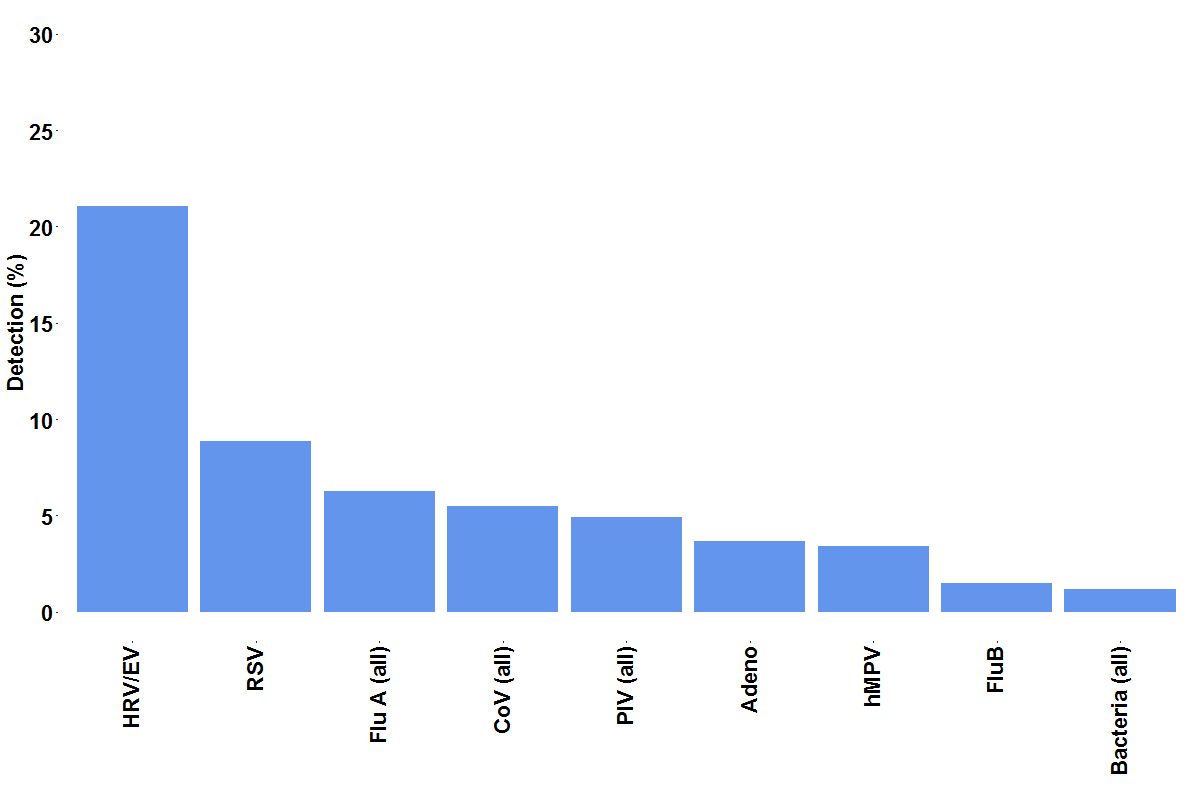 30
25
20
15
10
5
0
Detection (%)
HRV/EV
RSV
Flu A (all)
CoV (all)
PIV (all)
Adeno
hMPV
FluB
Bacteria (all)